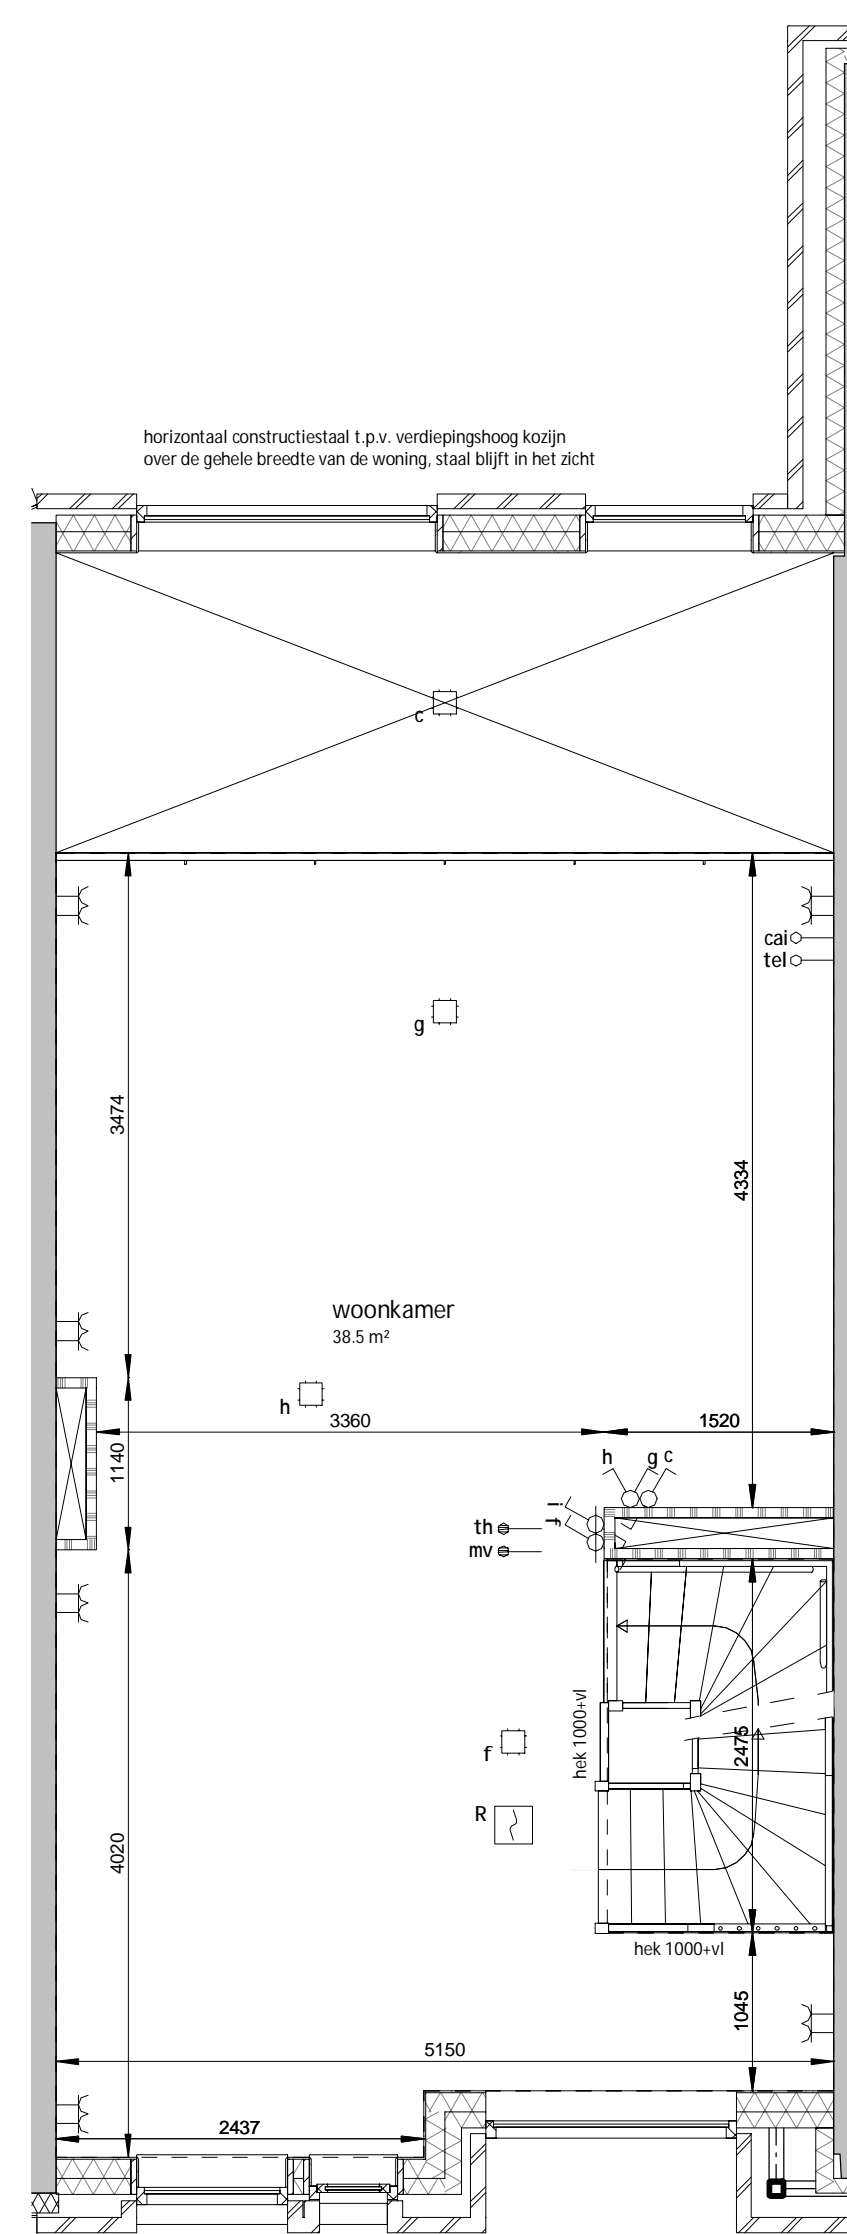 horizontaal constructiestaal t.p.v. verdiepingshoog kozijn
over de gehele breedte van de woning, staal blijft in het zicht
c
cai
tel
g
3474
4334
woonkamer
38.5 m²
h
3360
1520
1140
h g c
i
f
th
mv
hek 1000+vl
2475
f
R
4020
hek 1000+vl
1045
5150
2437